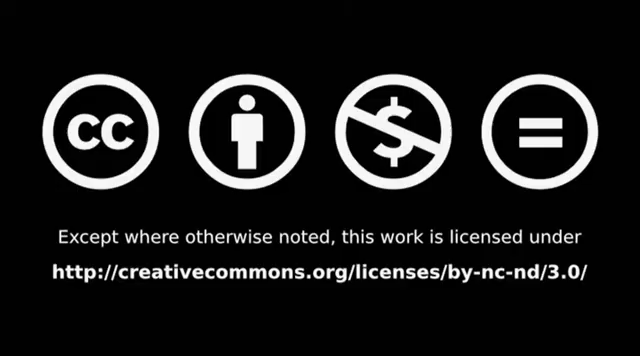 cc
$
=
Except where otherwise noted, this work is licensed under
http://creativecommons.org/licenses/by-nc-nd/3.0/